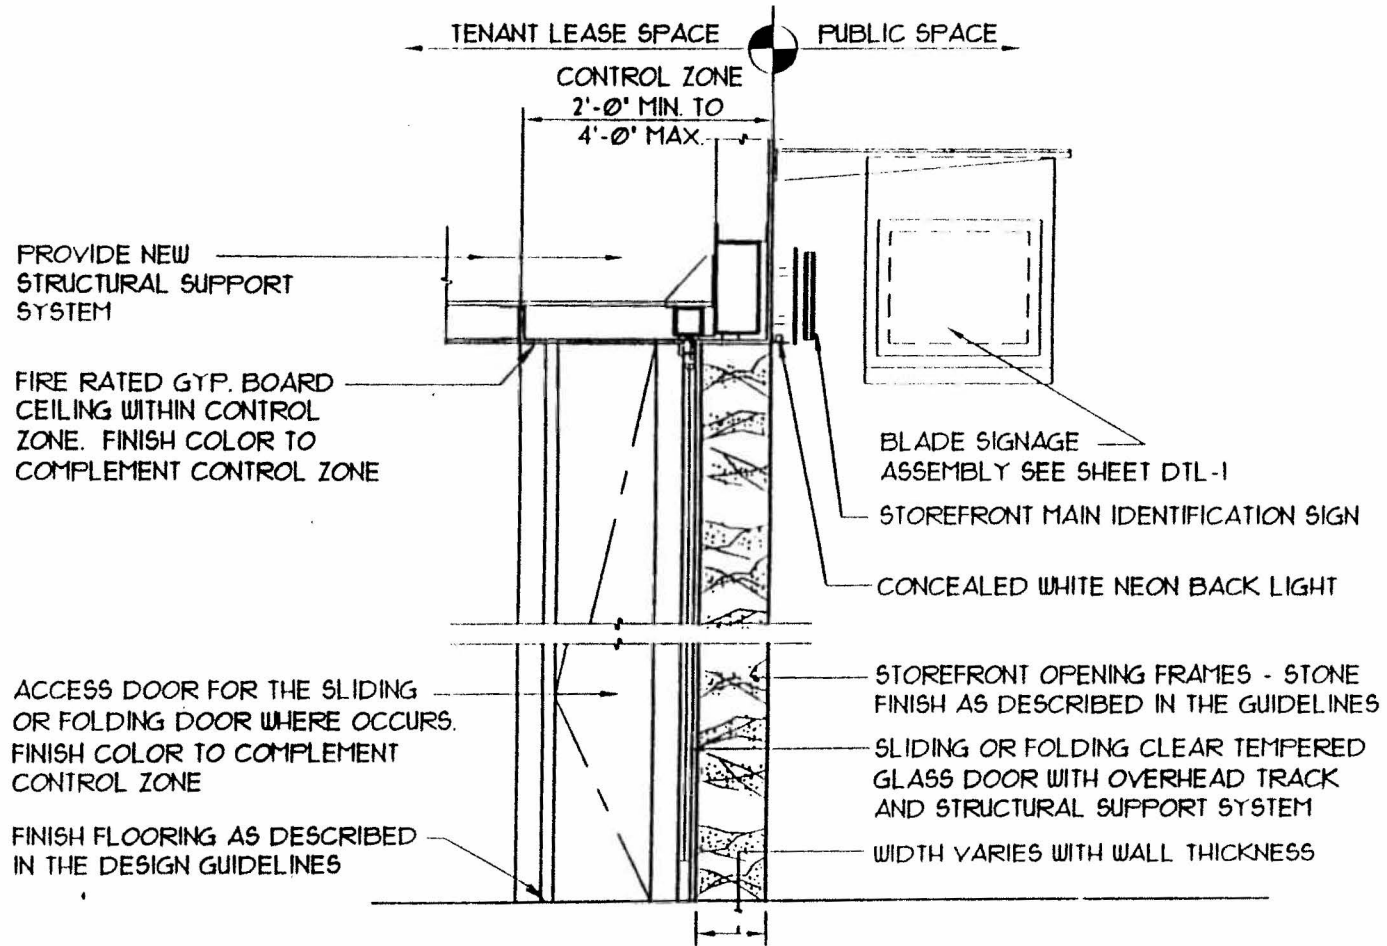 TENANT LEASE SPACE
PUBLIC SPACE
CONTROL ZONE
2'-0" MIN. TO
4'-0" MAX.
PROVIDE NEW
STRUCTURAL SUPPORT
SYSTEM
FIRE RATED GYP. BOARD
CEILING WITHIN CONTROL
ZONE. FINISH COLOR TO
COMPLEMENT CONTROL ZONE
BLADE SIGNAGE
ASSEMBLY SEE SHEET DTL-1
STOREFRONT MAIN IDENTIFICATION SIGN
CONCEALED WHITE NEON BACK LIGHT
ACCESS DOOR FOR THE SLIDING
OR FOLDING DOOR WHERE OCCURS.
FINISH COLOR TO COMPLEMENT
CONTROL ZONE
STOREFRONT OPENING FRAMES - STONE
FINISH AS DESCRIBED IN THE GUIDELINES
SLIDING OR FOLDING CLEAR TEMPERED
GLASS DOOR WITH OVERHEAD TRACK
AND STRUCTURAL SUPPORT SYSTEM
FINISH FLOORING AS DESCRIBED
IN THE DESIGN GUIDELINES
WIDTH VARIES WITH WALL THICKNESS